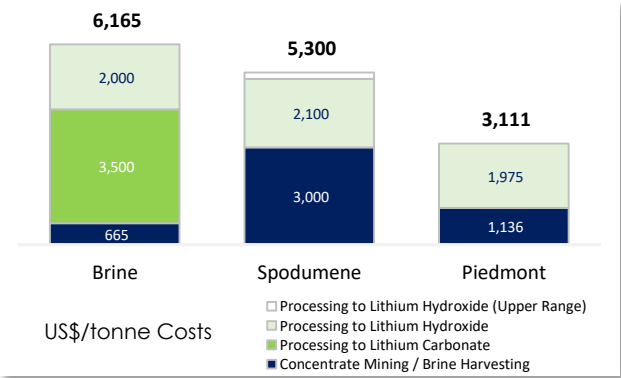 6,165
5,300
3,111
2,000
3,500
665
2,100
3,000
1,975
1,136
Brine
Spodumene
Piedmont
US$/tonne Costs
Processing to Lithium Hydroxide (Upper Range)
Processing to Lithium Hydroxide
Processing to Lithium Carbonate
Concentrate Mining / Brine Harvesting